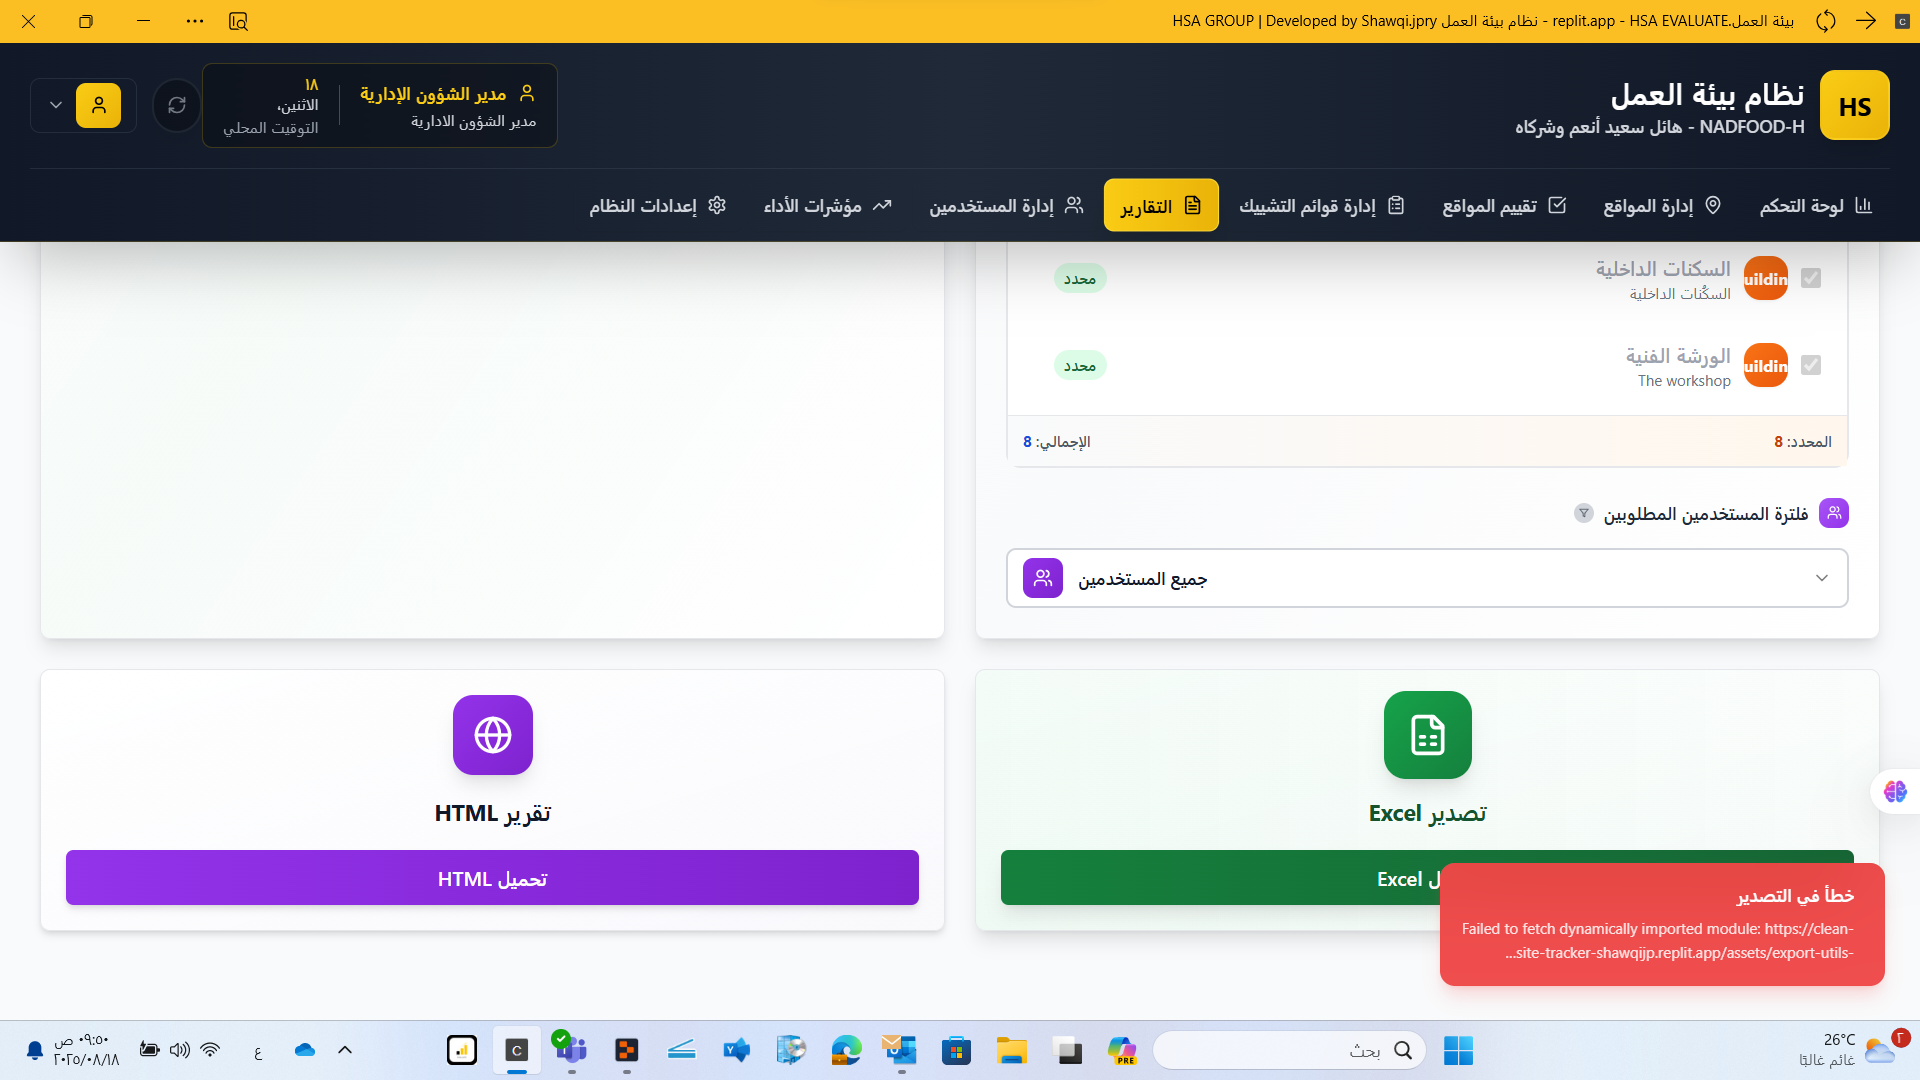 بيئة العمل.replit.app - HSA EVALUATE - نظام بيئة العمل HSA GROUP | Developed by Shawqi.jpry
C
HS
نظام بيئة العمل
NADFOOD-H - هائل سعيد أنعم وشركاه
مدير الشؤون الإدارية
مدير الشؤون الادارية
١٨
الاثنين،
التوقيت المحلي
لوحة التحكم
إدارة المواقع
تقييم المواقع
إدارة قوائم التشييك
التقارير
إدارة المستخدمين
مؤشرات الأداء
إعدادات النظام
uildin
السكنات الداخلية
السكُنات الداخلية
محدد
uildin
الورشة الفنية
The workshop
محدد
المحدد: 8
الإجمالي: 8
فلترة المستخدمين المطلوبين
جميع المستخدمين
تصدير Excel
ل Excel
تقرير HTML
تحميل HTML
خطأ في التصدير
Failed to fetch dynamically imported module: https://clean-
site-tracker-shawqijp.replit.app/assets/export-utils-...
٢
26°C
غائم غالبًا
بحث
PRE
C
ع
٠٩:٥٠ ص
٢٠٢٥/٠٨/١٨